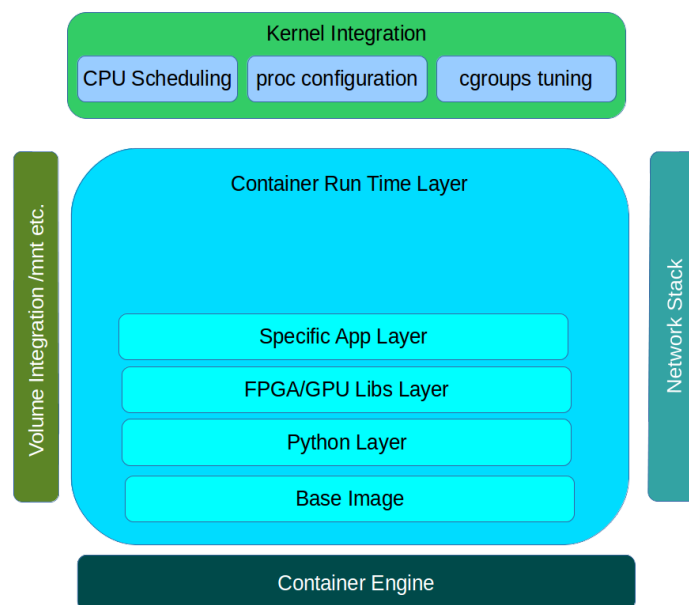 Kernel Integration
CPU Scheduling
proc configuration
cgroups tuning
Volume Integration /mnt etc.
Container Run Time Layer
Specific App Layer
FPGA/GPU Libs Layer
Python Layer
Base Image
Network Stack
Container Engine